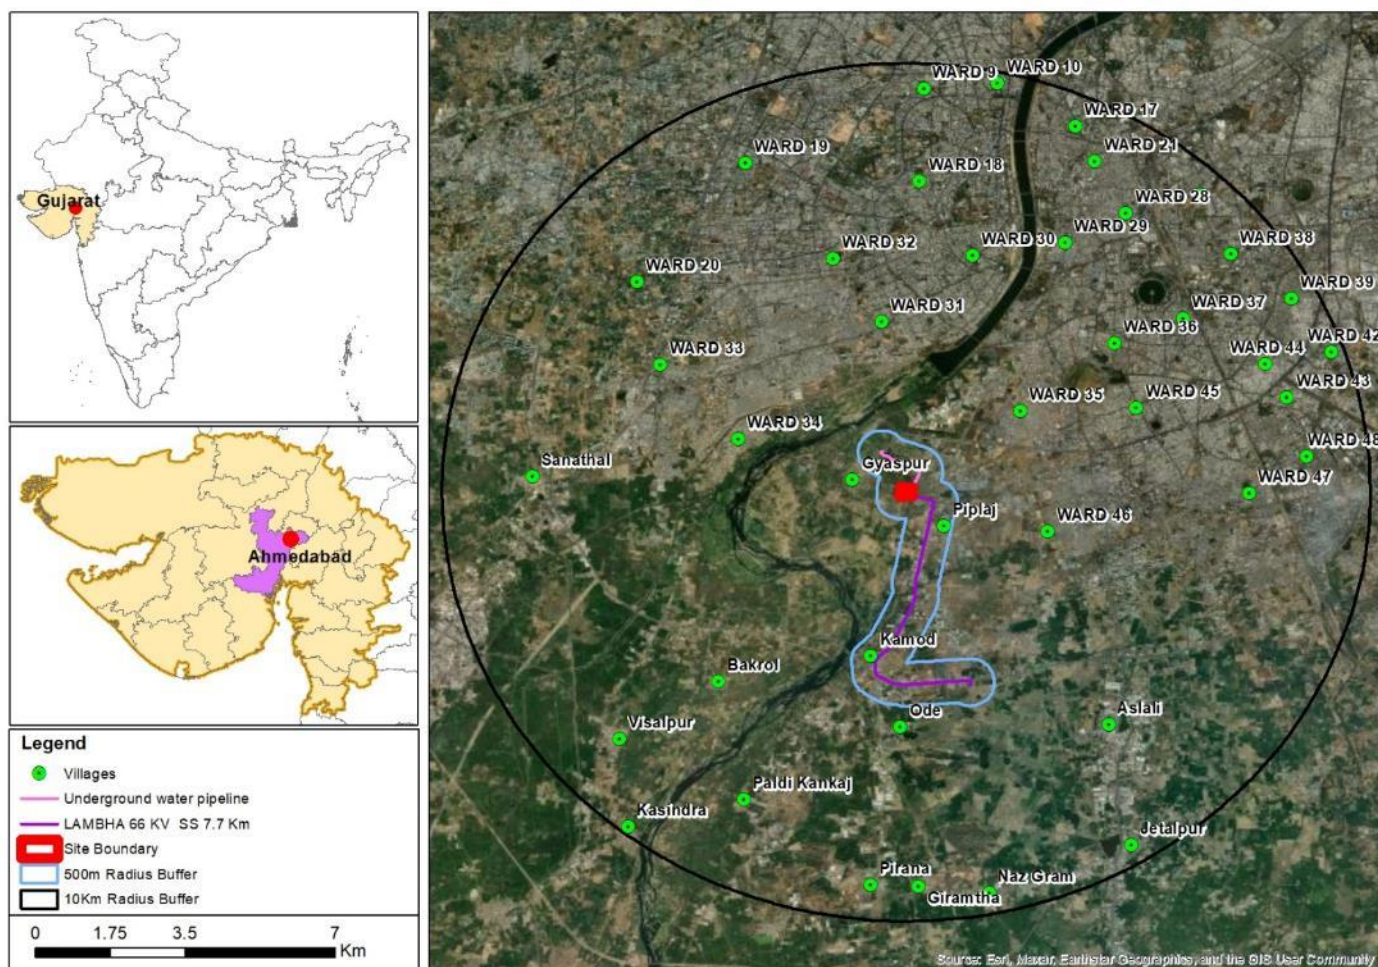 Gujarat
Ahmedabad
Legend
Villages
Underground water pipeline
LAMBHA 66 KV SS 7.7 Km
Site Boundary
500m Radius Buffer
10Km Radius Buffer
0 1.75 3.5 7
Km
WARD 9
WARD 10
WARD 17
WARD 19
WARD 21
WARD 18
WARD 28
WARD 29
WARD 32
WARD 30
WARD 38
WARD 20
WARD 39
WARD 37
WARD 31
WARD 36
WARD 42
WARD 33
WARD 44
WARD 43
WARD 35
WARD 45
WARD 34
WARD 48
Sanathal
Gyaspur
WARD 47
Piplaj
WARD 46
Kamod
Bakrol
Ode
Aslali
Visalpur
Paldi Kankaj
Kasindra
Jetalpur
Pirana
Naz Gram
Giramtha
Source: Esri, Maxar, Earthstar Geographics, and the GIS User Community